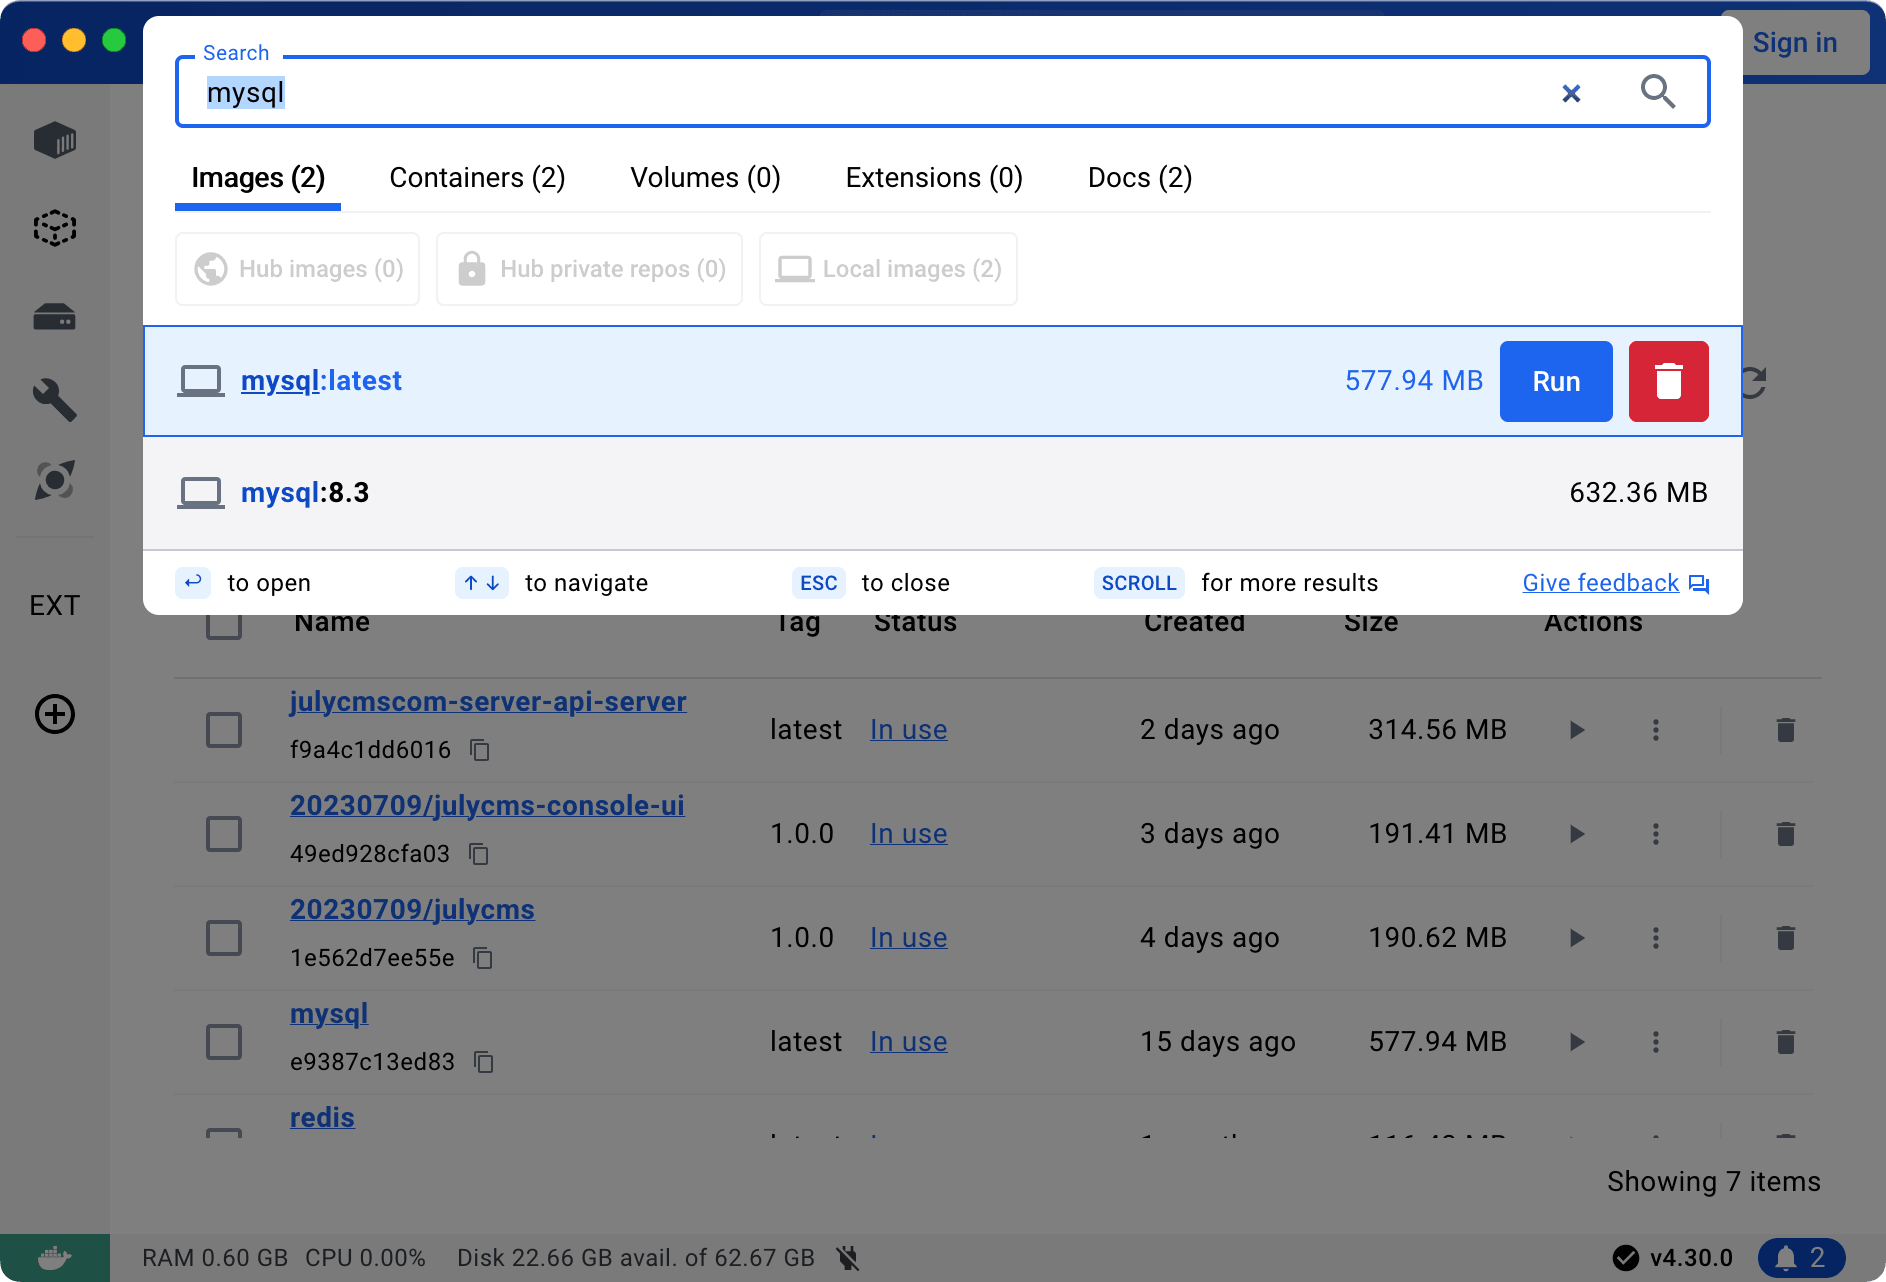 Sign in
Search
mysql
Images (2) Containers (2) Volumes (0) Extensions (0) Docs (2)
Hub images (0) Hub private repos (0) Local images (2)
mysql:latest 577.94 MB Run
mysql:8.3 632.36 MB
to open to navigate ESC to close SCROLL for more results Give feedback
EXT
Name Tag Status Created Size Actions
julycmscom-server-api-server
latest In use 2 days ago 314.56 MB
f9a4c1dd6016
20230709/julycms-console-ui
1.0.0 In use 3 days ago 191.41 MB
49ed928cfa03
20230709/julycms
1.0.0 In use 4 days ago 190.62 MB
1e562d7ee55e
mysql
latest In use 15 days ago 577.94 MB
e9387c13ed83
redis
Showing 7 items
RAM 0.60 GB CPU 0.00% Disk 22.66 GB avail. of 62.67 GB v4.30.0 2